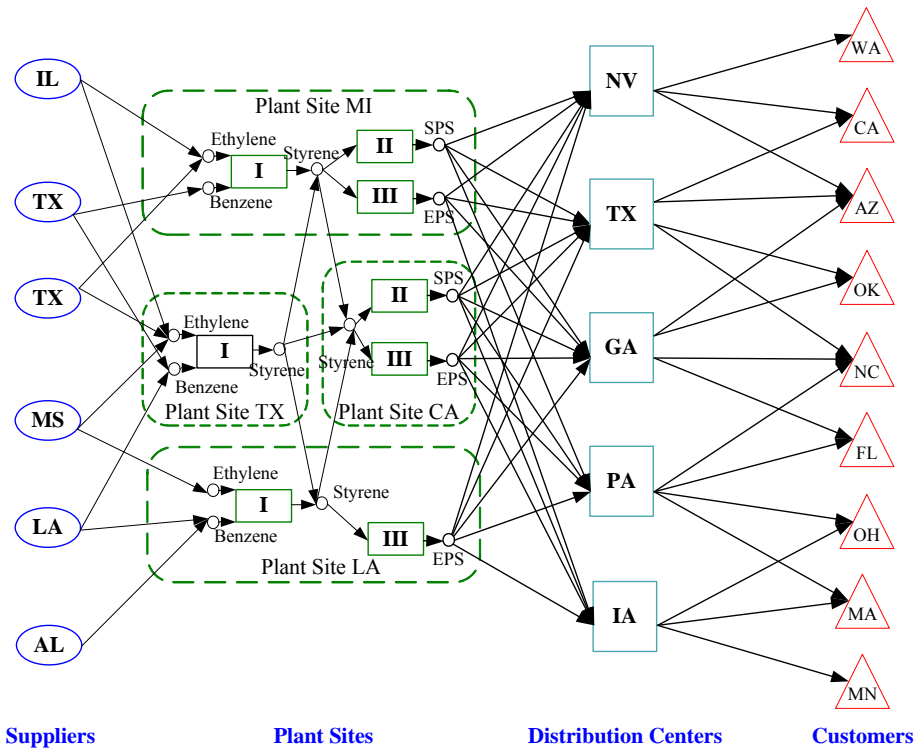 IL
TX
TX
MS
LA
AL
Suppliers
Plant Site MI
Ethylene
Benzene
I
Styrene
II
III
SPS
EPS
Ethylene
Benzene
I
Styrene
Plant Site TX
SPS
II
III
Styrene
EPS
Plant Site CA
Ethylene
Benzene
I
Styrene
III
EPS
Plant Site LA
Plant Sites
NV
TX
GA
PA
IA
Distribution Centers
WA
CA
AZ
OK
NC
FL
OH
MA
MN
Customers